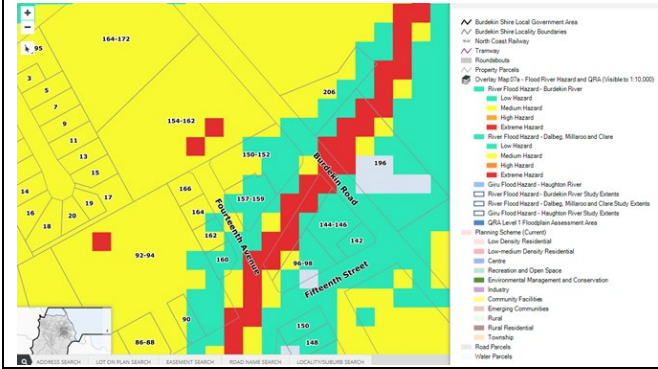 +
−
164-172
95
3
5
7
9
11
13
15
14
16
18
20
19
17
206
154-162
150-152
Burdekin Road
196
166
157-159
164
Fourteenth Avenue
162
144-146
142
92-94
160
96-98
Fifteenth Street
90
150
86-88
148
ADDRESS SEARCH
LOT ON PLAN SEARCH
EASEMENT SEARCH
ROAD NAME SEARCH
LOCALITY/SUBURB SEARCH
Burdekin Shire Local Government Area
Burdekin Shire Locality Boundaries
North Coast Railway
Tramway
Roundabouts
Property Parcels
Overlay Map 07a - Flood River Hazard and QRA (Visible to 1:10,000)
River Flood Hazard - Burdekin River
Low Hazard
Medium Hazard
High Hazard
Extreme Hazard
River Flood Hazard - Dalbeg, Millaroo and Clare
Low Hazard
Medium Hazard
High Hazard
Extreme Hazard
Giru Flood Hazard - Haughton River
River Flood Hazard - Burdekin River Study Extents
River Flood Hazard - Dalbeg, Millaroo and Clare Study Extents
Giru Flood Hazard - Haughton River Study Extents
QRA Level 1 Floodplain Assessment Area
Planning Scheme (Current)
Low Density Residential
Low-medium Density Residential
Centre
Recreation and Open Space
Environmental Management and Conservation
Industry
Community Facilities
Emerging Communities
Rural
Rural Residential
Township
Road Parcels
Water Parcels